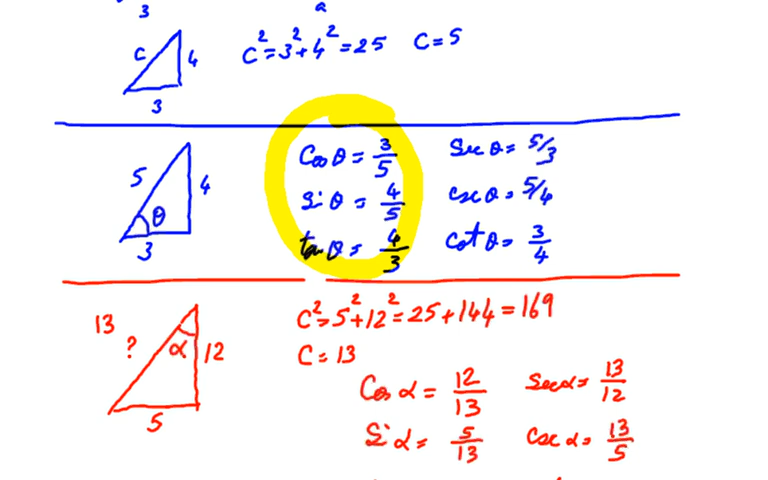 3 a
C 4 C²=3²+4²=25 C=5
3
5 4 θ 3
Cos θ = 3/5 Sec θ = 5/3
Si θ = 4/5 csc θ = 5/4
tan θ = 4/3 cot θ = 3/4
13 ? α 12 5
C²=5²+12²=25+144=169
C=13
Cos α = 12/13 Sec α = 13/12
Si α = 5/13 Csc α = 13/5